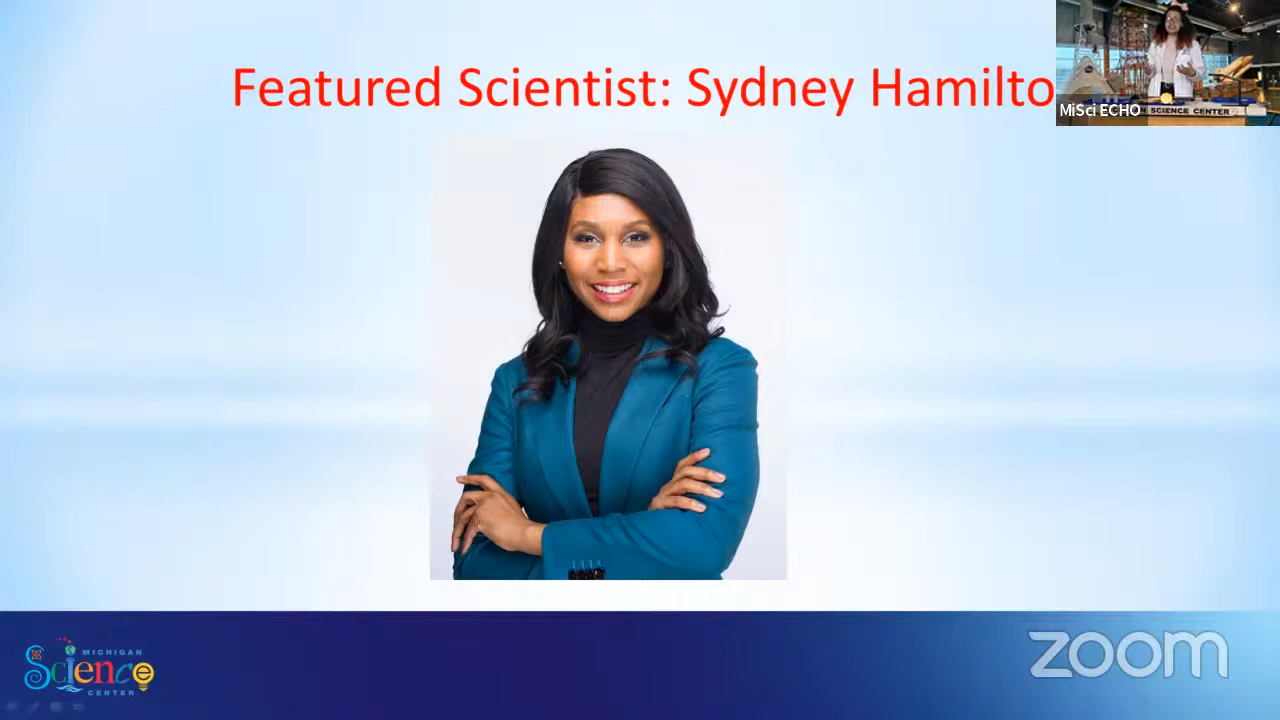 Featured Scientist: Sydney Hamilto
MiSci ECHO
N SCIENCE CENTER
MICHIGAN
Science
CENTER
zoom